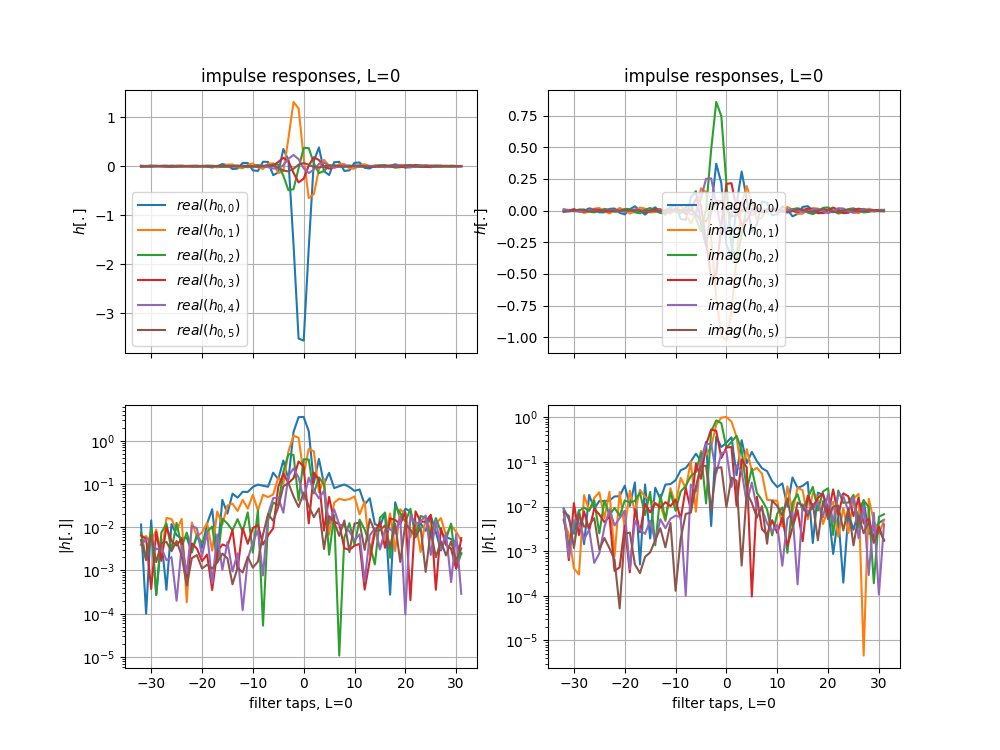 impulse responses, L=0
1
0
−1
−2
−3
h[.]
real(h0,0)
real(h0,1)
real(h0,2)
real(h0,3)
real(h0,4)
real(h0,5)
impulse responses, L=0
0.75
0.50
0.25
0.00
−0.25
−0.50
−0.75
−1.00
h[.]
imag(h0,0)
imag(h0,1)
imag(h0,2)
imag(h0,3)
imag(h0,4)
imag(h0,5)
10^0
10^−1
10^−2
10^−3
10^−4
10^−5
|h[.]|
−30 −20 −10 0 10 20 30
filter taps, L=0
10^0
10^−1
10^−2
10^−3
10^−4
10^−5
|h[.]|
−30 −20 −10 0 10 20 30
filter taps, L=0